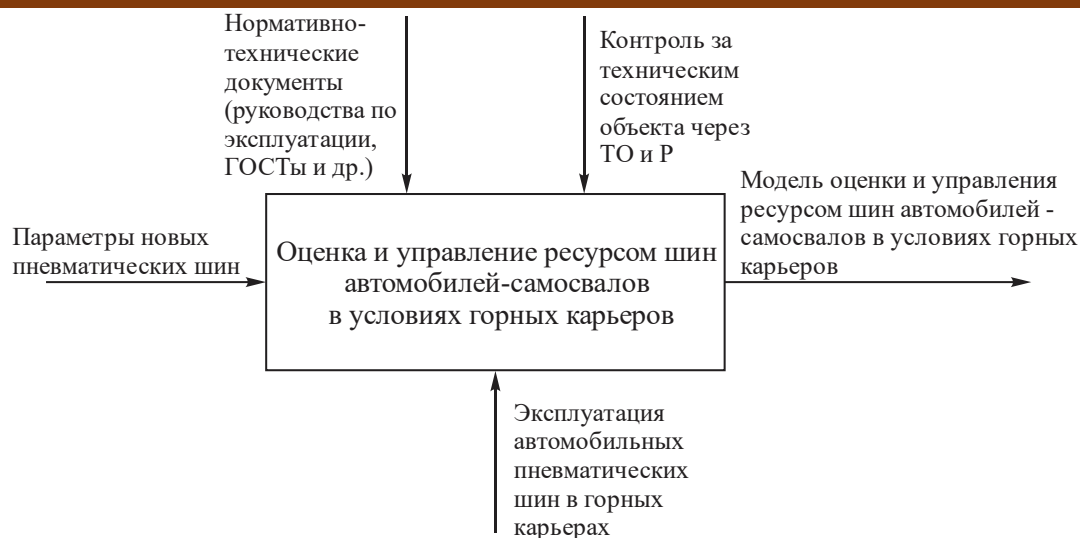 Нормативно-
технические
документы
(руководства по
эксплуатации,
ГОСТы и др.)
Контроль за
техническим
состоянием
объекта через
ТО и Р
Параметры новых
пневматических шин
Оценка и управление ресурсом шин
автомобилей-самосвалов
в условиях горных карьеров
Модель оценки и управления
ресурсом шин автомобилей -
самосвалов в условиях горных
карьеров
Эксплуатация
автомобильных
пневматических
шин в горных
карьерах